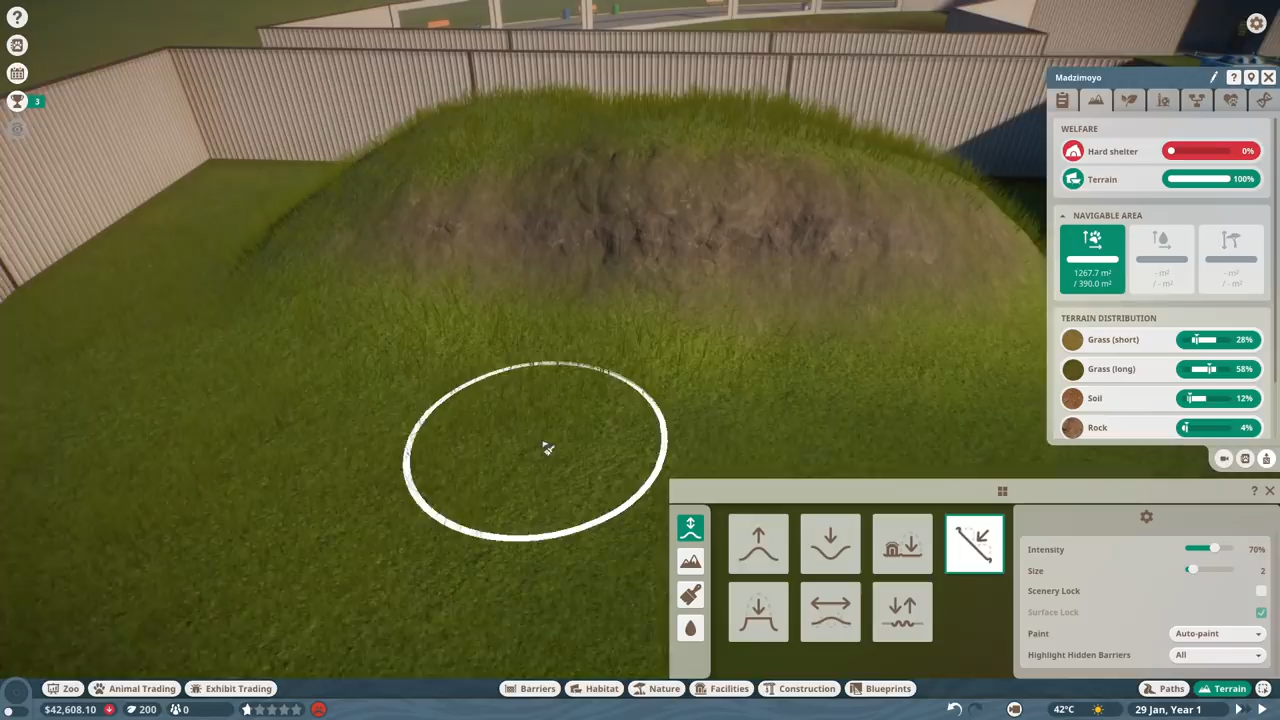 ?
3
Madzimoyo
?
WELFARE
Hard shelter 0%
Terrain 100%
NAVIGABLE AREA
1267.7 m² / 390.0 m²
- m² / - m²
- m² / - m²
TERRAIN DISTRIBUTION
Grass (short) 28%
Grass (long) 58%
Soil 12%
Rock 4%
?
Intensity 70%
Size 2
Scenery Lock
Surface Lock
Paint Auto-paint
Highlight Hidden Barriers All
Zoo Animal Trading Exhibit Trading Barriers Habitat Nature Facilities Construction Blueprints Paths Terrain
$42,608.10 200 0 42°C 29 Jan, Year 1